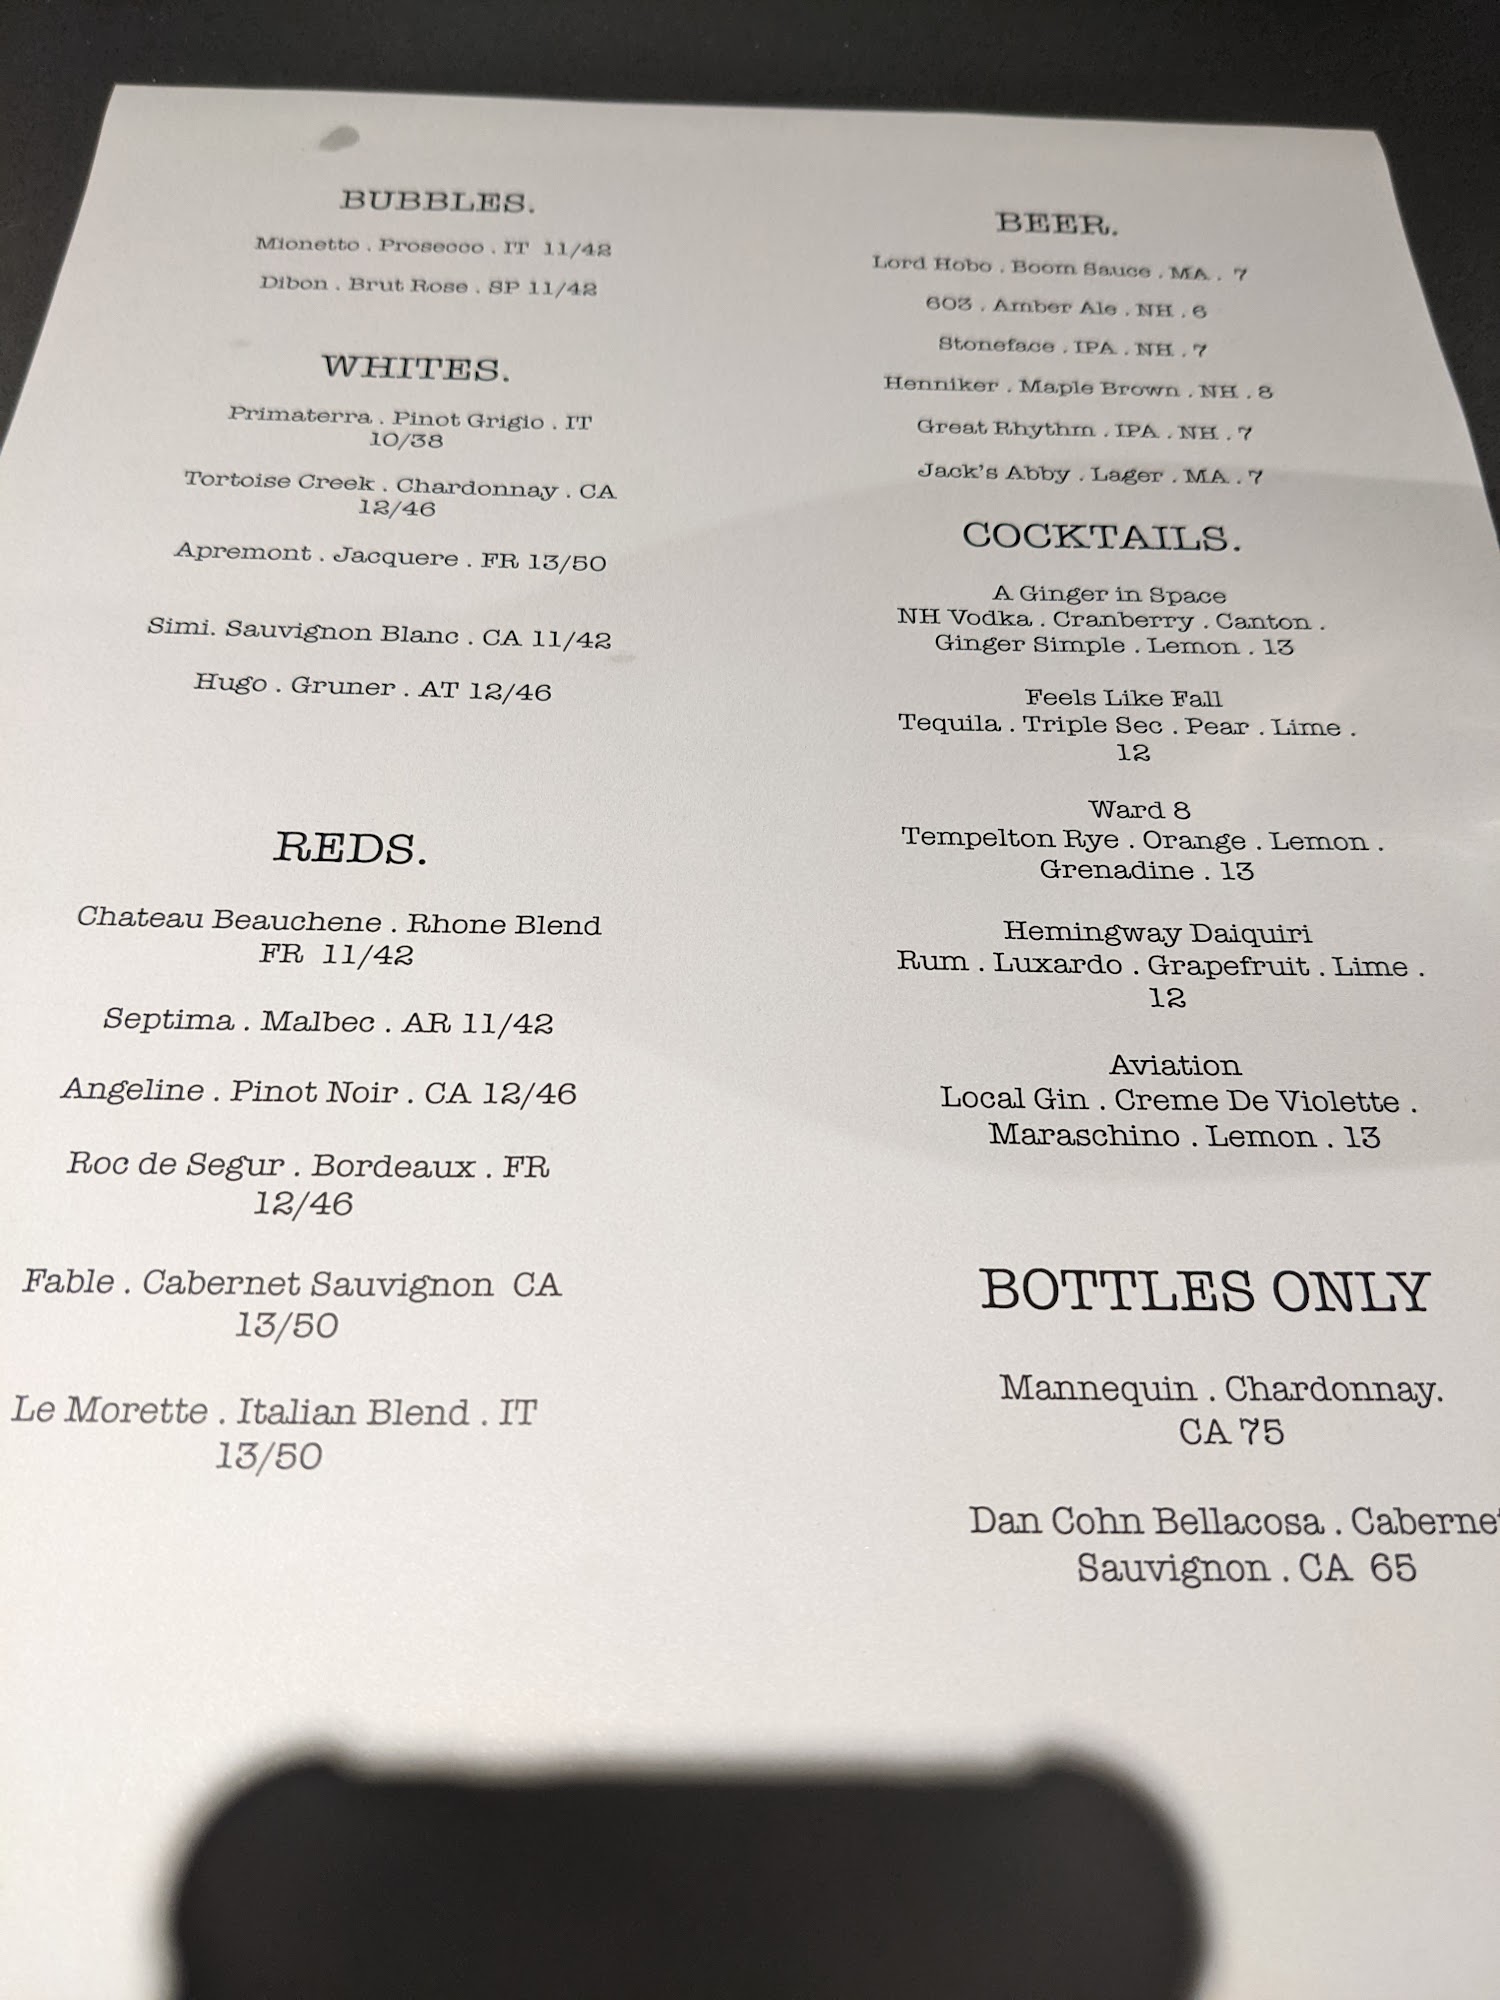 BUBBLES.
Mionetto . Prosecco . IT 11/42
Dibon . Brut Rose . SP 11/42
WHITES.
Primaterra . Pinot Grigio . IT
10/38
Tortoise Creek . Chardonnay . CA
12/46
Apremont . Jacquere . FR 13/50
Simi. Sauvignon Blanc . CA 11/42
Hugo . Gruner . AT 12/46
REDS.
Chateau Beauchene . Rhone Blend
FR 11/42
Septima . Malbec . AR 11/42
Angeline . Pinot Noir . CA 12/46
Roc de Segur . Bordeaux . FR
12/46
Fable . Cabernet Sauvignon CA
13/50
Le Morette . Italian Blend . IT
13/50
BEER.
Lord Hobo . Boom Sauce . MA . 7
603 . Amber Ale . NH . 6
Stoneface . IPA . NH . 7
Henniker . Maple Brown . NH . 8
Great Rhythm . IPA . NH . 7
Jack's Abby . Lager . MA . 7
COCKTAILS.
A Ginger in Space
NH Vodka . Cranberry . Canton .
Ginger Simple . Lemon . 13
Feels Like Fall
Tequila . Triple Sec . Pear . Lime .
12
Ward 8
Tempelton Rye . Orange . Lemon .
Grenadine . 13
Hemingway Daiquiri
Rum . Luxardo . Grapefruit . Lime .
12
Aviation
Local Gin . Creme De Violette .
Maraschino . Lemon . 13
BOTTLES ONLY
Mannequin . Chardonnay.
CA 75
Dan Cohn Bellacosa . Cabernet
Sauvignon . CA 65